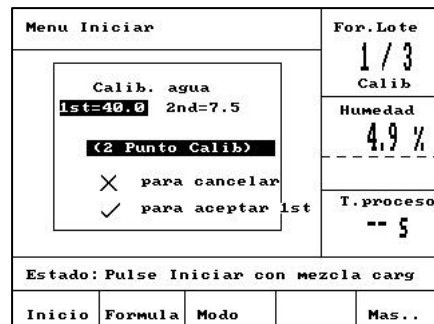 Menu Iniciar
Calib. agua
1st=40.0 2nd=7.5
(2 Punto Calib)
X para cancelar
✓ para aceptar 1st
For.Lote
1 / 3
Calib
Humedad
4.9 %
T.proceso
-- s
Estado: Pulse Iniciar con mezcla carg
Inicio Formula Modo Mas..